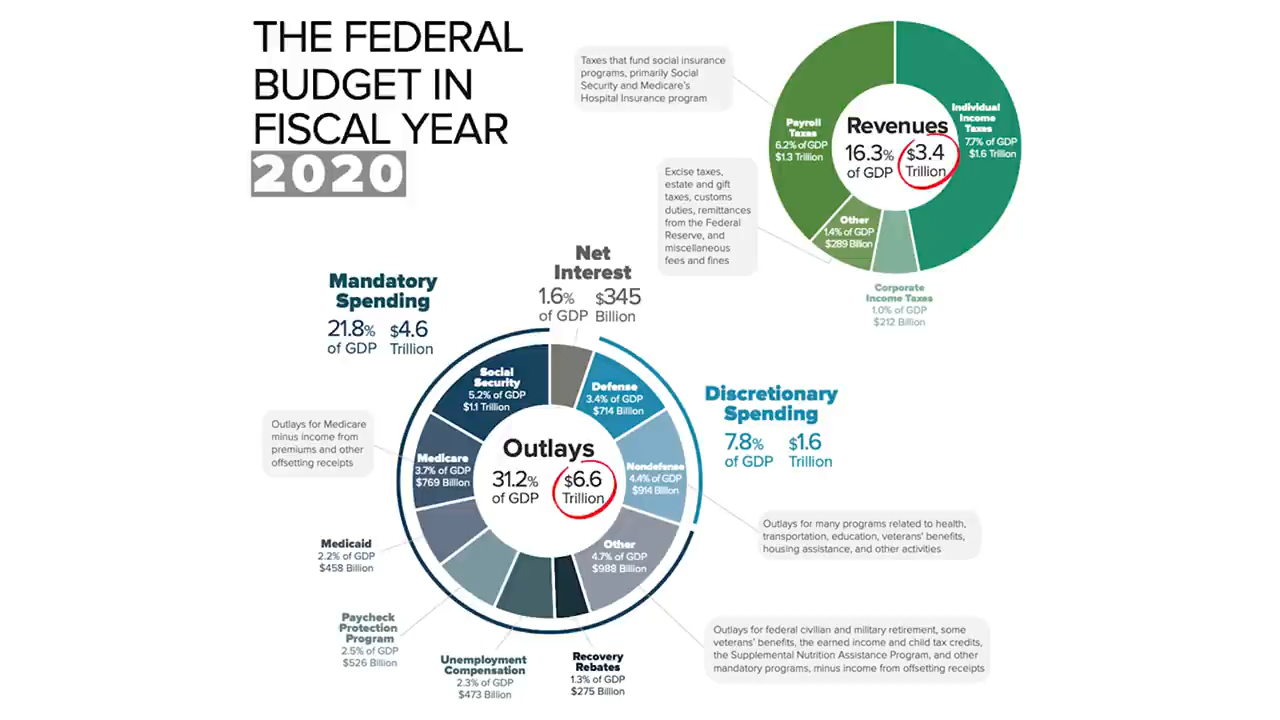 THE FEDERAL
BUDGET IN
FISCAL YEAR
2020
Taxes that fund social insurance
programs, primarily Social
Security and Medicare's
Hospital Insurance program
Payroll
Taxes
6.2% of GDP
$1.3 Trillion
Revenues
16.3% $3.4
of GDP Trillion
Individual
Income
Taxes
7.7% of GDP
$1.6 Trillion
Excise taxes,
estate and gift
taxes, customs
duties, remittances
from the Federal
Reserve, and
miscellaneous
fees and fines
Other
1.4% of GDP
$289 Billion
Corporate
Income Taxes
1.0% of GDP
$212 Billion
Net
Interest
1.6% $345
of GDP Billion
Mandatory
Spending
21.8% $4.6
of GDP Trillion
Social
Security
5.2% of GDP
$1.1 Trillion
Defense
3.4% of GDP
$714 Billion
Discretionary
Spending
7.8% $1.6
of GDP Trillion
Outlays for Medicare
minus income from
premiums and other
offsetting receipts
Medicare
3.7% of GDP
$769 Billion
Outlays
31.2% $6.6
of GDP Trillion
Nondefense
4.4% of GDP
$914 Billion
Outlays for many programs related to health,
transportation, education, veterans' benefits,
housing assistance, and other activities
Medicaid
2.2% of GDP
$458 Billion
Other
4.7% of GDP
$988 Billion
Paycheck
Protection
Program
2.5% of GDP
$526 Billion
Unemployment
Compensation
2.3% of GDP
$473 Billion
Recovery
Rebates
1.3% of GDP
$275 Billion
Outlays for federal civilian and military retirement, some
veterans' benefits, the earned income and child tax credits,
the Supplemental Nutrition Assistance Program, and other
mandatory programs, minus income from offsetting receipts